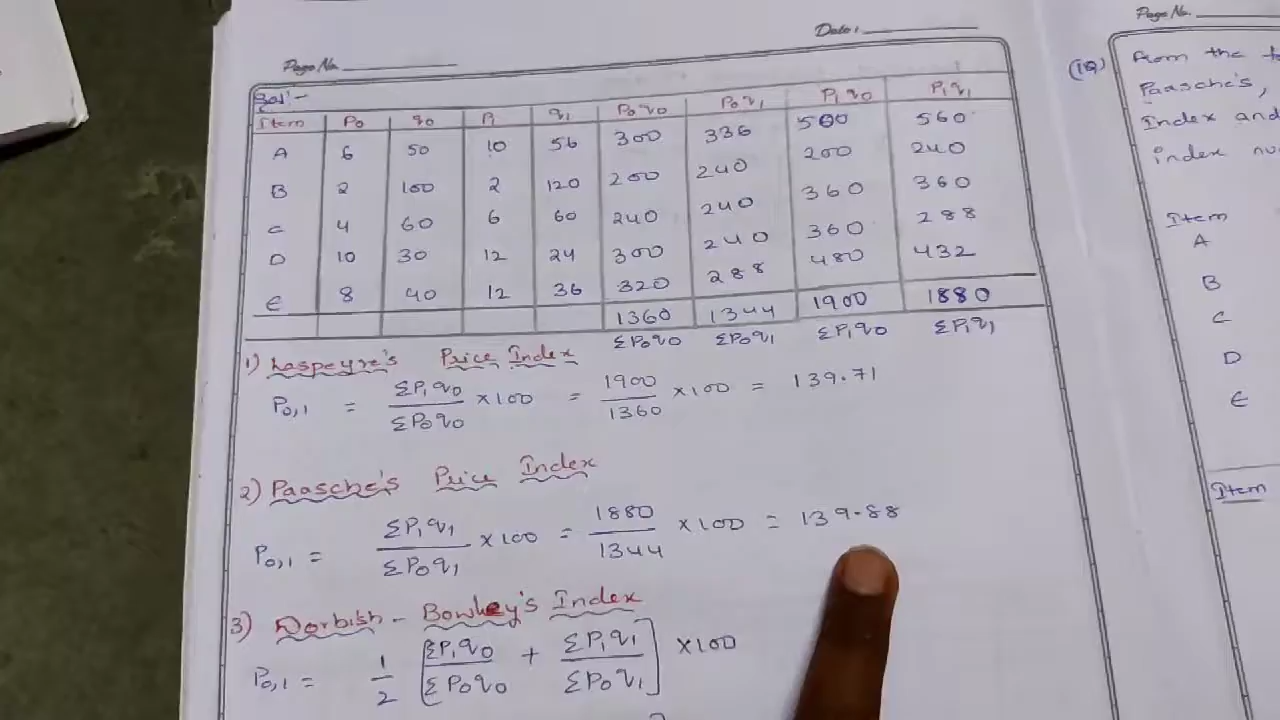 Page No.
Date:
Sol:-
Item P0 q0 P1 q1 P0q0 P0q1 P1q0 P1q1
A 6 50 10 56 300 336 500 560
B 2 100 2 120 200 240 200 240
C 4 60 6 60 240 240 360 360
D 10 30 12 24 300 240 360 288
E 8 40 12 36 320 288 480 432
1360 1344 1900 1880
ΣP0q0 ΣP0q1 ΣP1q0 ΣP1q1
1) Laspeyre's Price Index
P0,1 = ΣP1q0 / ΣP0q0 ×100 = 1900 / 1360 ×100 = 139.71
2) Paasche's Price Index
P0,1 = ΣP1q1 / ΣP0q1 ×100 = 1880 / 1344 ×100 = 139.88
3) Dorbish - Bowley's Index
P0,1 = 1/2 [ΣP1q0 / ΣP0q0 + ΣP1q1 / ΣP0q1] ×100
Page No.
From the
Paasche's,
Index and
index
Item
A
B
C
D
E
Item